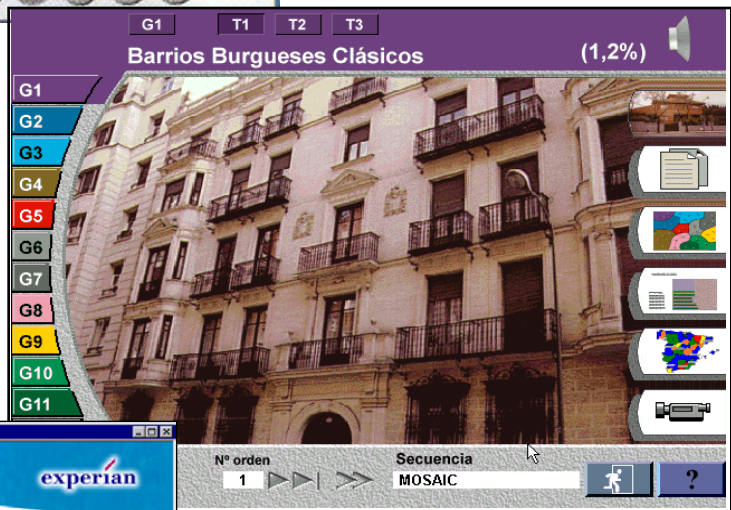 G1 T1 T2 T3
Barrios Burgueses Clásicos (1,2%)
G1
G2
G3
G4
G5
G6
G7
G8
G9
G10
G11
experian
Nº orden
1
Secuencia
MOSAIC
?